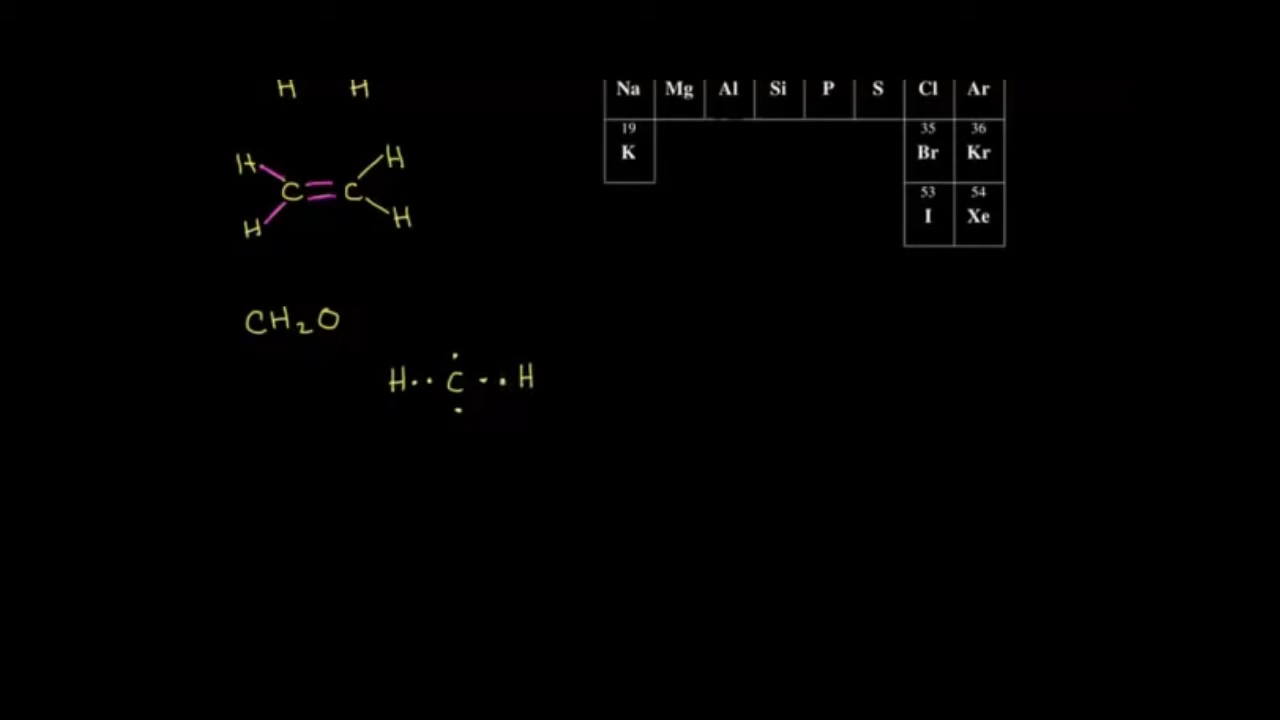 H H
Na Mg Al Si P S Cl Ar
19 35 36
K Br Kr
53 54
I Xe
H H
C = C
H H
CH₂O
H·· C ··H